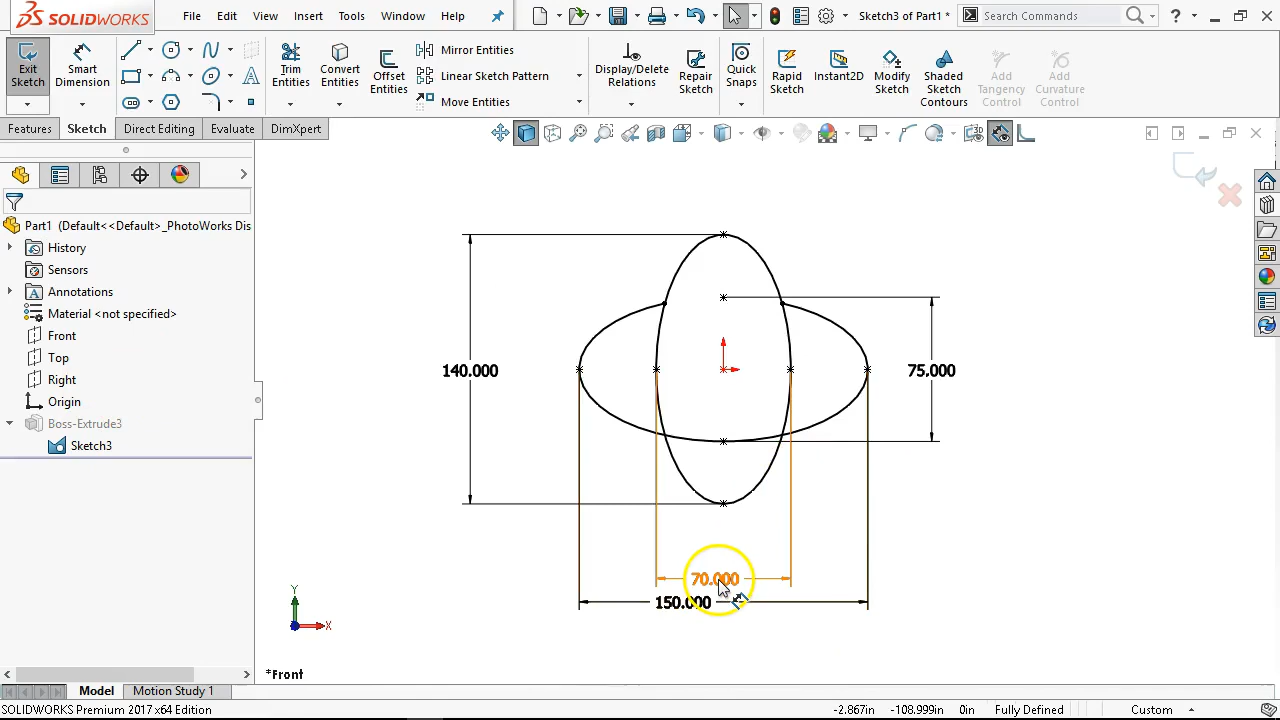 SOLIDWORKS
File Edit View Insert Tools Window Help
Sketch3 of Part1 *
Search Commands
Exit Sketch
Smart Dimension
Trim Entities
Convert Entities
Offset Entities
Mirror Entities
Linear Sketch Pattern
Move Entities
Display/Delete Relations
Repair Sketch
Quick Snaps
Rapid Sketch
Instant2D
Modify Sketch
Shaded Sketch Contours
Add Tangency Control
Add Curvature Control
Features Sketch Direct Editing Evaluate DimXpert
Part1 (Default<<Default>_PhotoWorks Dis
History
Sensors
Annotations
Material <not specified>
Front
Top
Right
Origin
Boss-Extrude3
Sketch3
140.000
75.000
70.000
150.000
Y
X
*Front
Model Motion Study 1
SOLIDWORKS Premium 2017 x64 Edition
-2.867in -108.999in 0in Fully Defined Custom